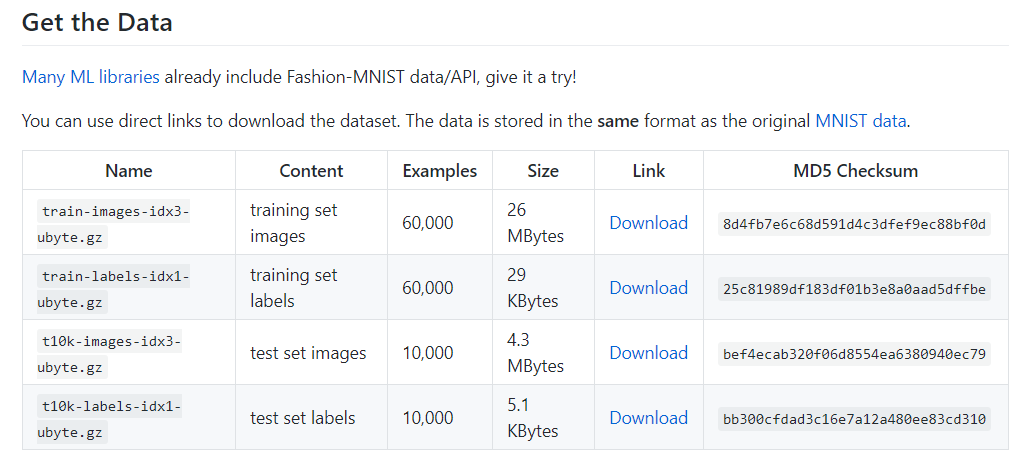 Get the Data
Many ML libraries already include Fashion-MNIST data/API, give it a try!
You can use direct links to download the dataset. The data is stored in the same format as the original MNIST data.
Name Content Examples Size Link MD5 Checksum
train-images-idx3-
ubyte.gz
training set
images
60,000
26
MBytes
Download
8d4fb7e6c68d591d4c3dfef9ec88bf0d
train-labels-idx1-
ubyte.gz
training set
labels
60,000
29
KBytes
Download
25c81989df183df01b3e8a0aad5dffbe
t10k-images-idx3-
ubyte.gz
test set images
10,000
4.3
MBytes
Download
bef4ecab320f06d8554ea6380940ec79
t10k-labels-idx1-
ubyte.gz
test set labels
10,000
5.1
KBytes
Download
bb300cfdad3c16e7a12a480ee83cd310